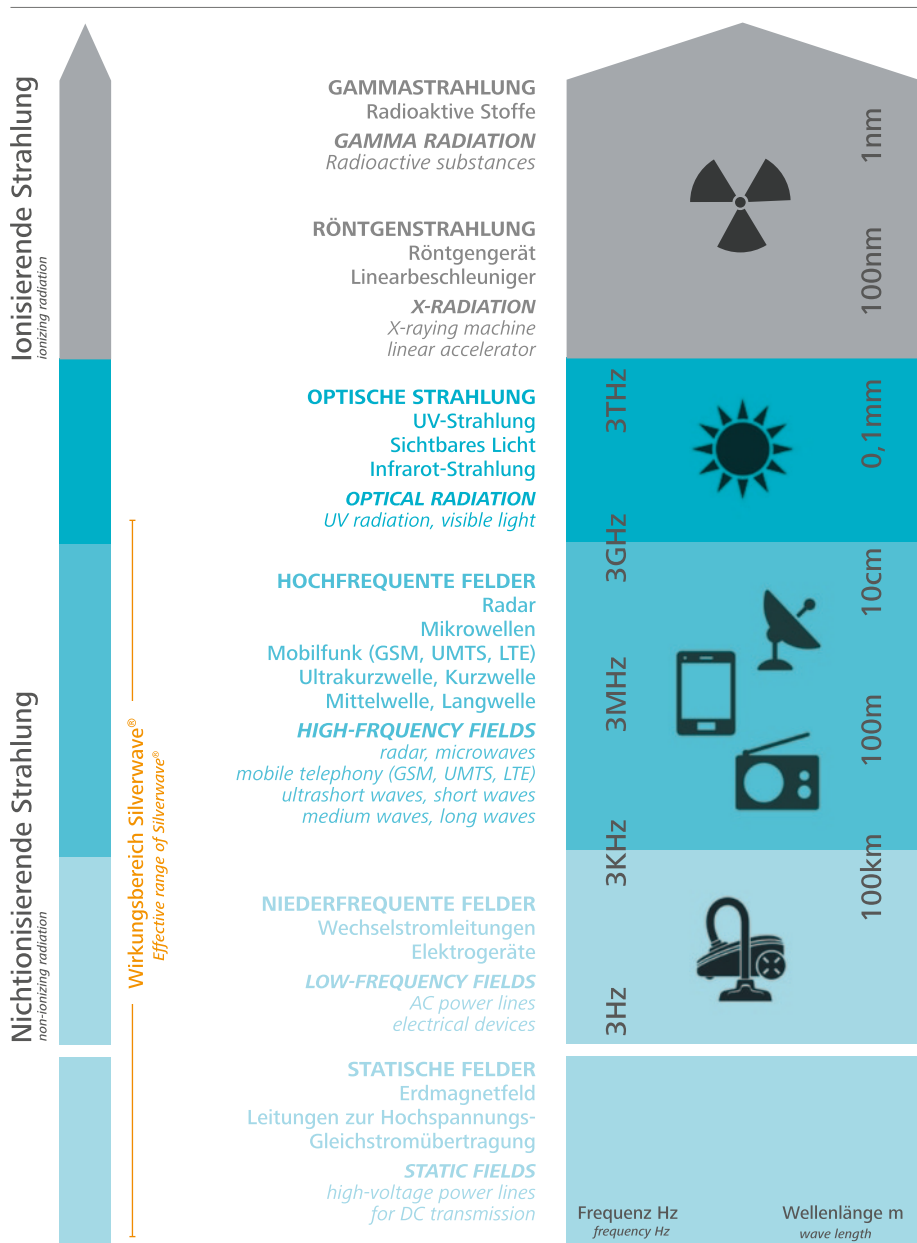 Ionisierende Strahlung
ionizing radiation
GAMMASTRAHLUNG
Radioaktive Stoffe
GAMMA RADIATION
Radioactive substances
RÖNTGENSTRAHLUNG
Röntgengerät
Linearbeschleuniger
X-RADIATION
X-raying machine
linear accelerator
1nm
100nm
Nichtionisierende Strahlung
non-ionizing radiation
Wirkungsbereich Silverwave®
Effective range of Silverwave®
OPTISCHE STRAHLUNG
UV-Strahlung
Sichtbares Licht
Infrarot-Strahlung
OPTICAL RADIATION
UV radiation, visible light
3THz
0,1mm
HOCHFREQUENTE FELDER
Radar
Mikrowellen
Mobilfunk (GSM, UMTS, LTE)
Ultrakurzwelle, Kurzwelle
Mittelwelle, Langwelle
HIGH-FRQUENCY FIELDS
radar, microwaves
mobile telephony (GSM, UMTS, LTE)
ultrashort waves, short waves
medium waves, long waves
3GHz
10cm
3MHz
100m
NIEDERFREQUENTE FELDER
Wechselstromleitungen
Elektrogeräte
LOW-FREQUENCY FIELDS
AC power lines
electrical devices
3KHz
100km
3Hz
STATISCHE FELDER
Erdmagnetfeld
Leitungen zur Hochspannungs-
Gleichstromübertragung
STATIC FIELDS
high-voltage power lines
for DC transmission
Frequenz Hz
frequency Hz
Wellenlänge m
wave length